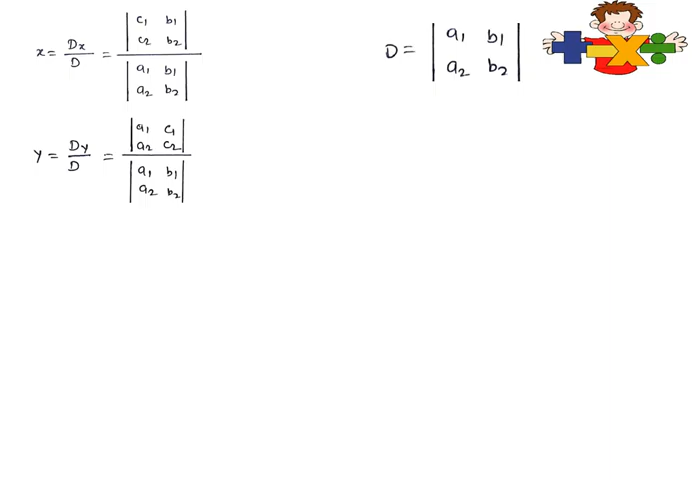 x = Dx / D = | c1 b1 |
| c2 b2 |
| a1 b1 |
| a2 b2 |
y = Dy / D = | a1 c1 |
| a2 c2 |
| a1 b1 |
| a2 b2 |
D = | a1 b1 |
| a2 b2 |
+ − × ÷